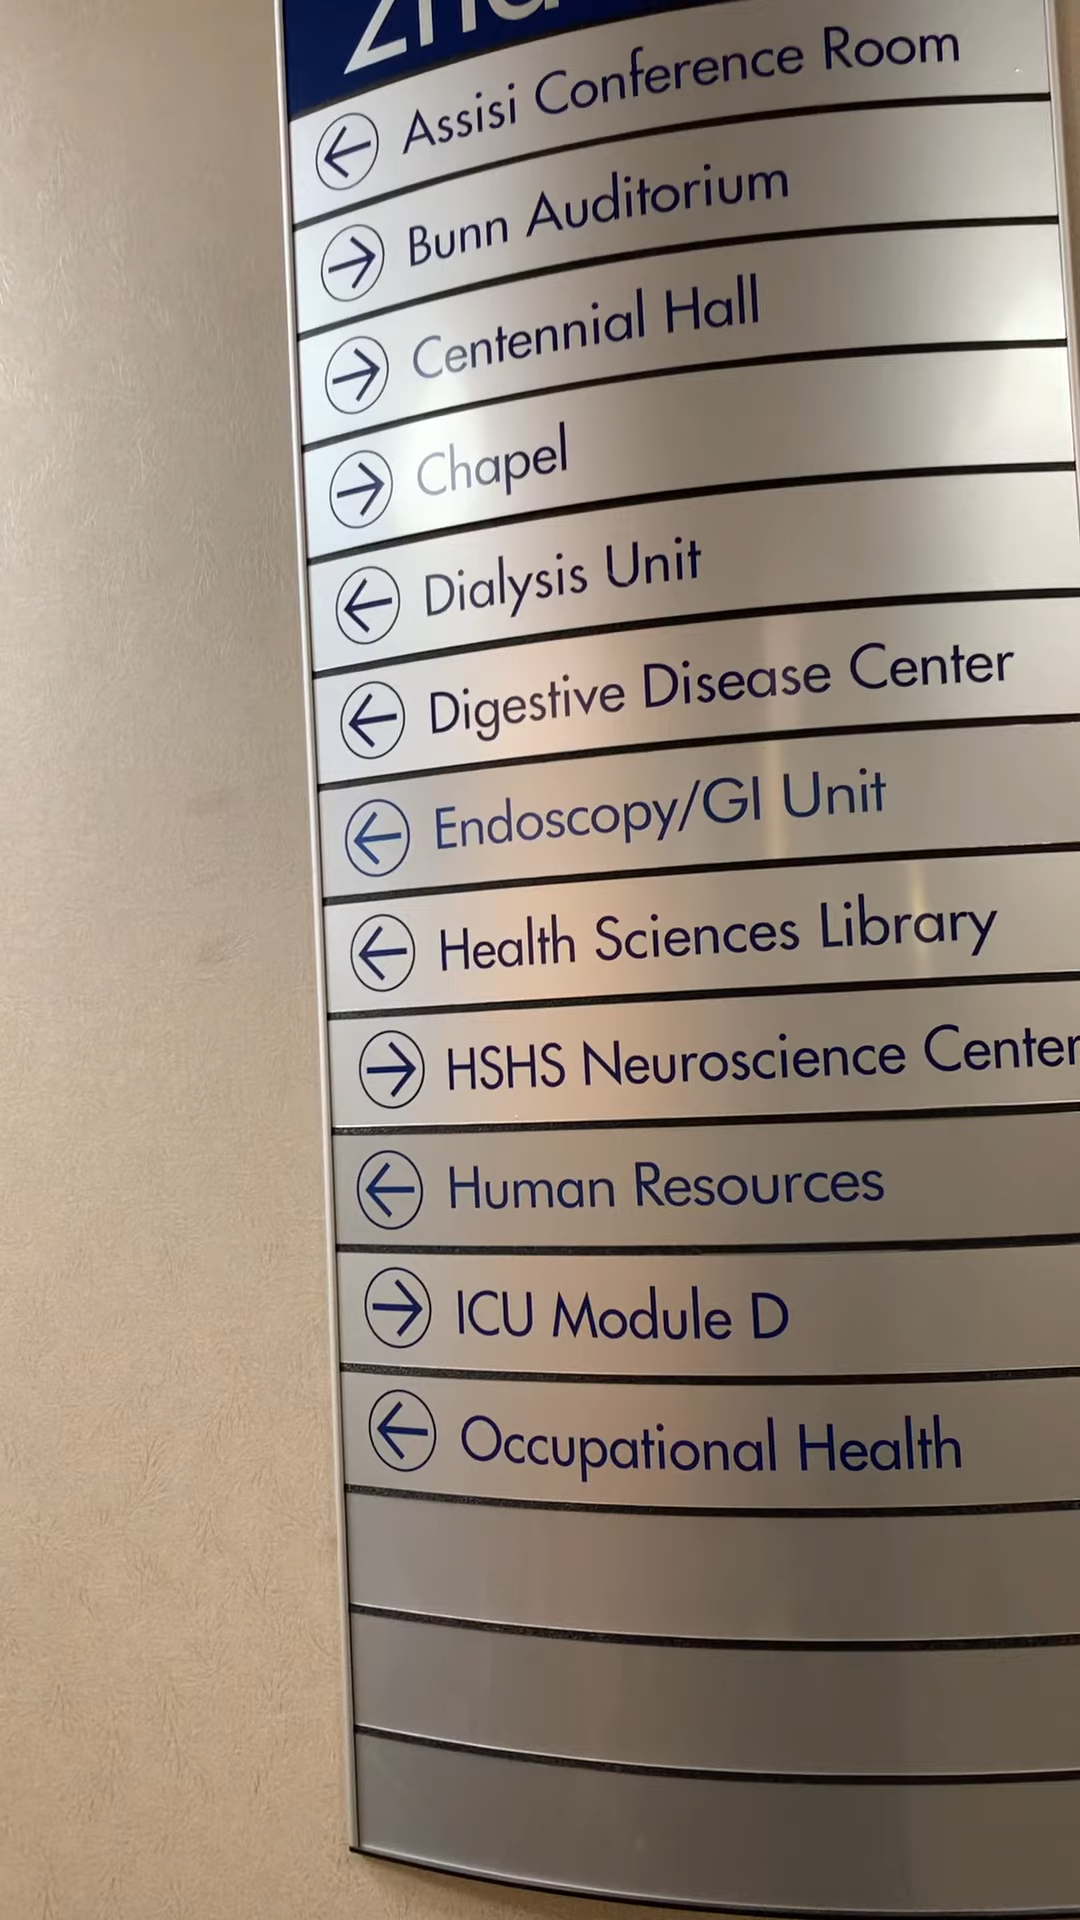 2nd
← Assisi Conference Room
→ Bunn Auditorium
→ Centennial Hall
→ Chapel
← Dialysis Unit
← Digestive Disease Center
← Endoscopy/GI Unit
← Health Sciences Library
→ HSHS Neuroscience Center
← Human Resources
→ ICU Module D
← Occupational Health